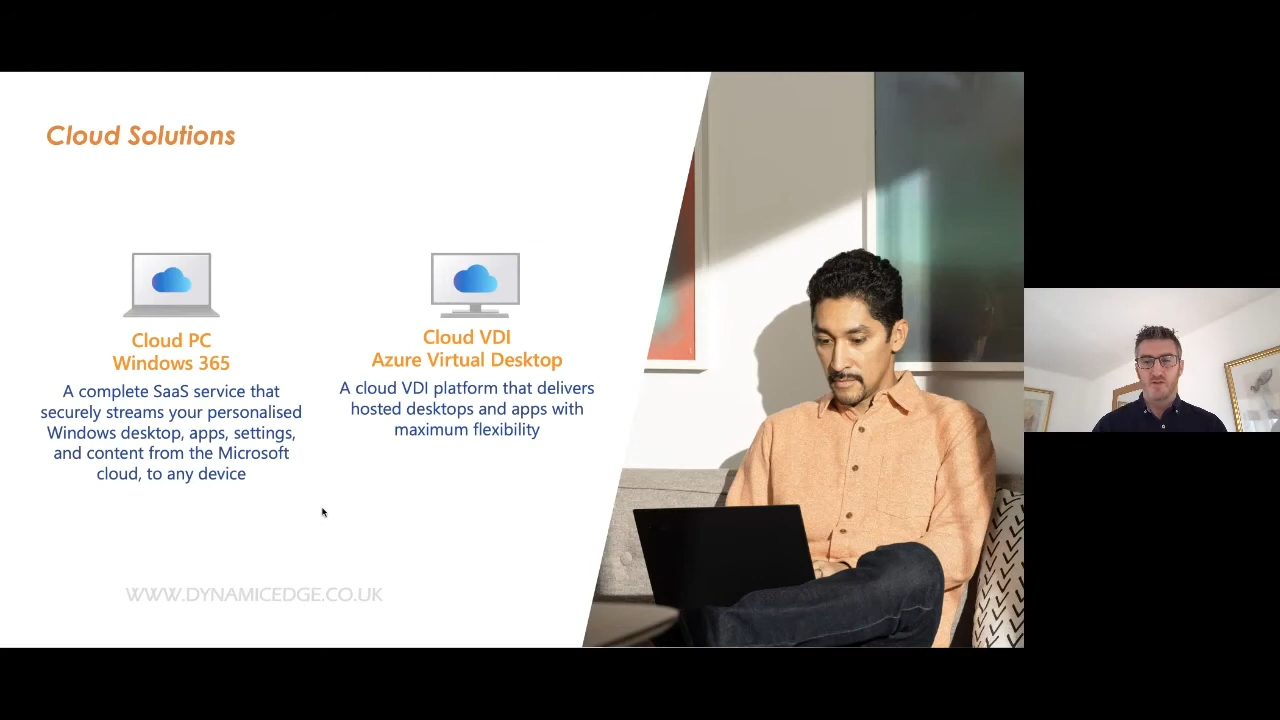 Cloud Solutions
Cloud PC
Windows 365
A complete SaaS service that
securely streams your personalised
Windows desktop, apps, settings,
and content from the Microsoft
cloud, to any device
Cloud VDI
Azure Virtual Desktop
A cloud VDI platform that delivers
hosted desktops and apps with
maximum flexibility
WWW.DYNAMICEDGE.CO.UK